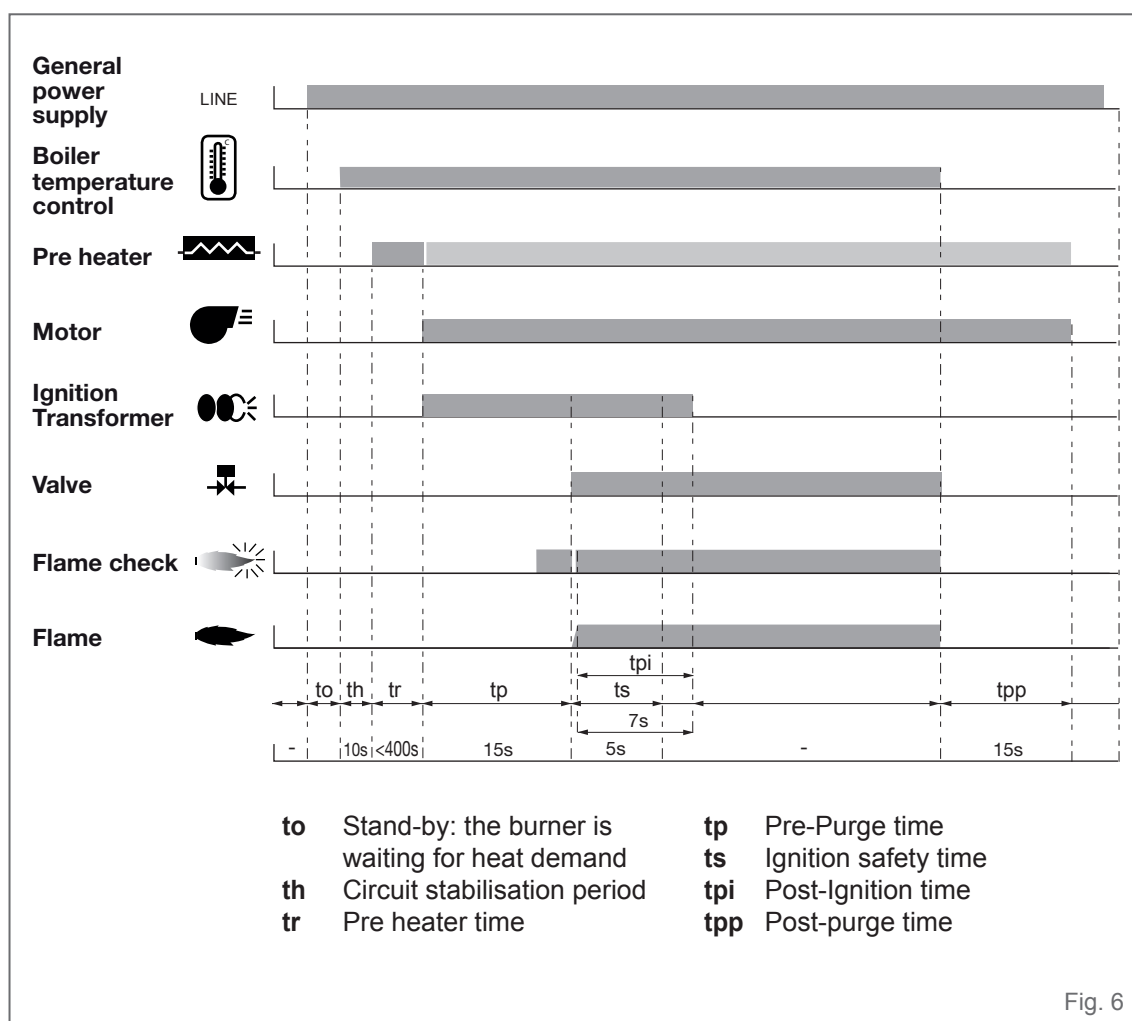 General
power
supply
LINE
Boiler
temperature
control
C
Pre heater
Motor
Ignition
Transformer
Valve
Flame check
Flame
tpi
to th tr tp ts tpp
7s
- 10s <400s 15s 5s - 15s
to Stand-by: the burner is
waiting for heat demand
th Circuit stabilisation period
tr Pre heater time
tp Pre-Purge time
ts Ignition safety time
tpi Post-Ignition time
tpp Post-purge time
Fig. 6